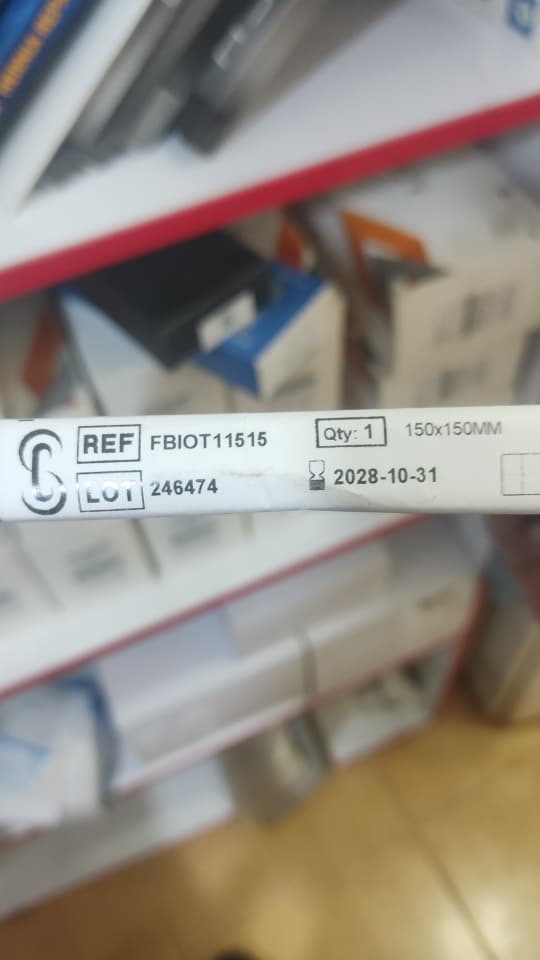 REF FBIOT11515 Qty: 1 150x150MM
LOT 246474 2028-10-31